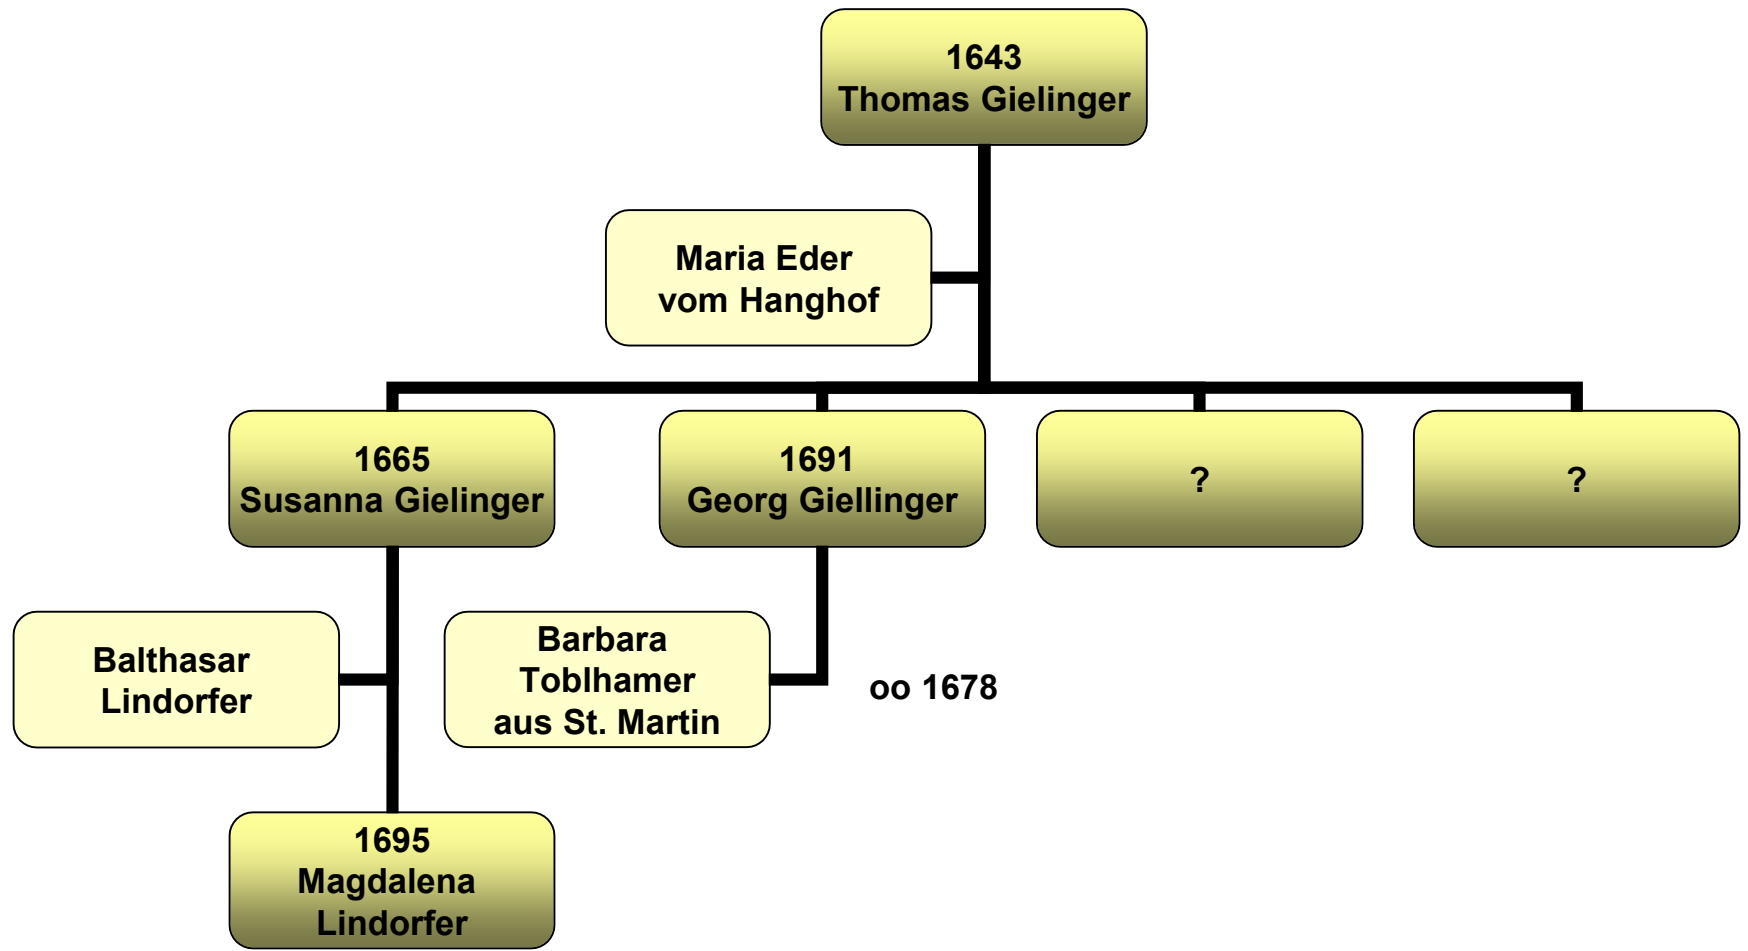 1643
Thomas Gielinger
Maria Eder
vom Hanghof
1665
Susanna Gielinger
1691
Georg Giellinger
?
?
Balthasar
Lindorfer
Barbara
Toblhamer
aus St. Martin
oo 1678
1695
Magdalena
Lindorfer